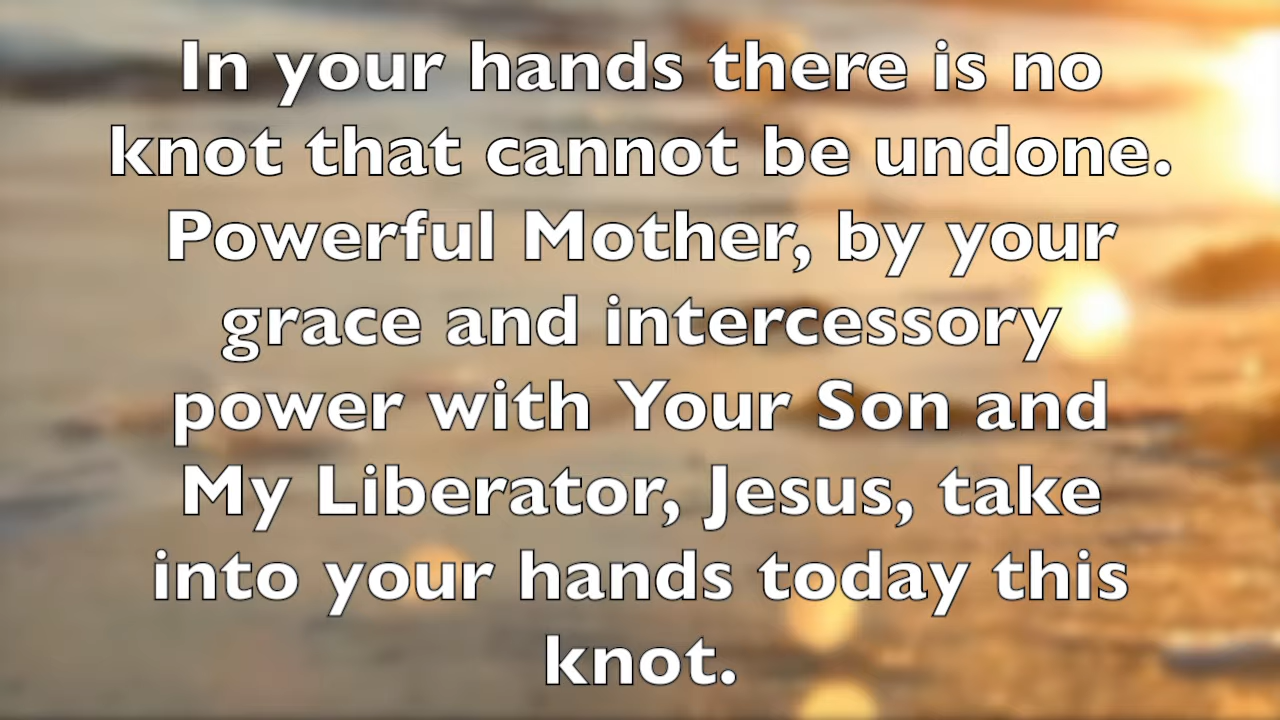 In your hands there is no
knot that cannot be undone.
Powerful Mother, by your
grace and intercessory
power with Your Son and
My Liberator, Jesus, take
into your hands today this
knot.